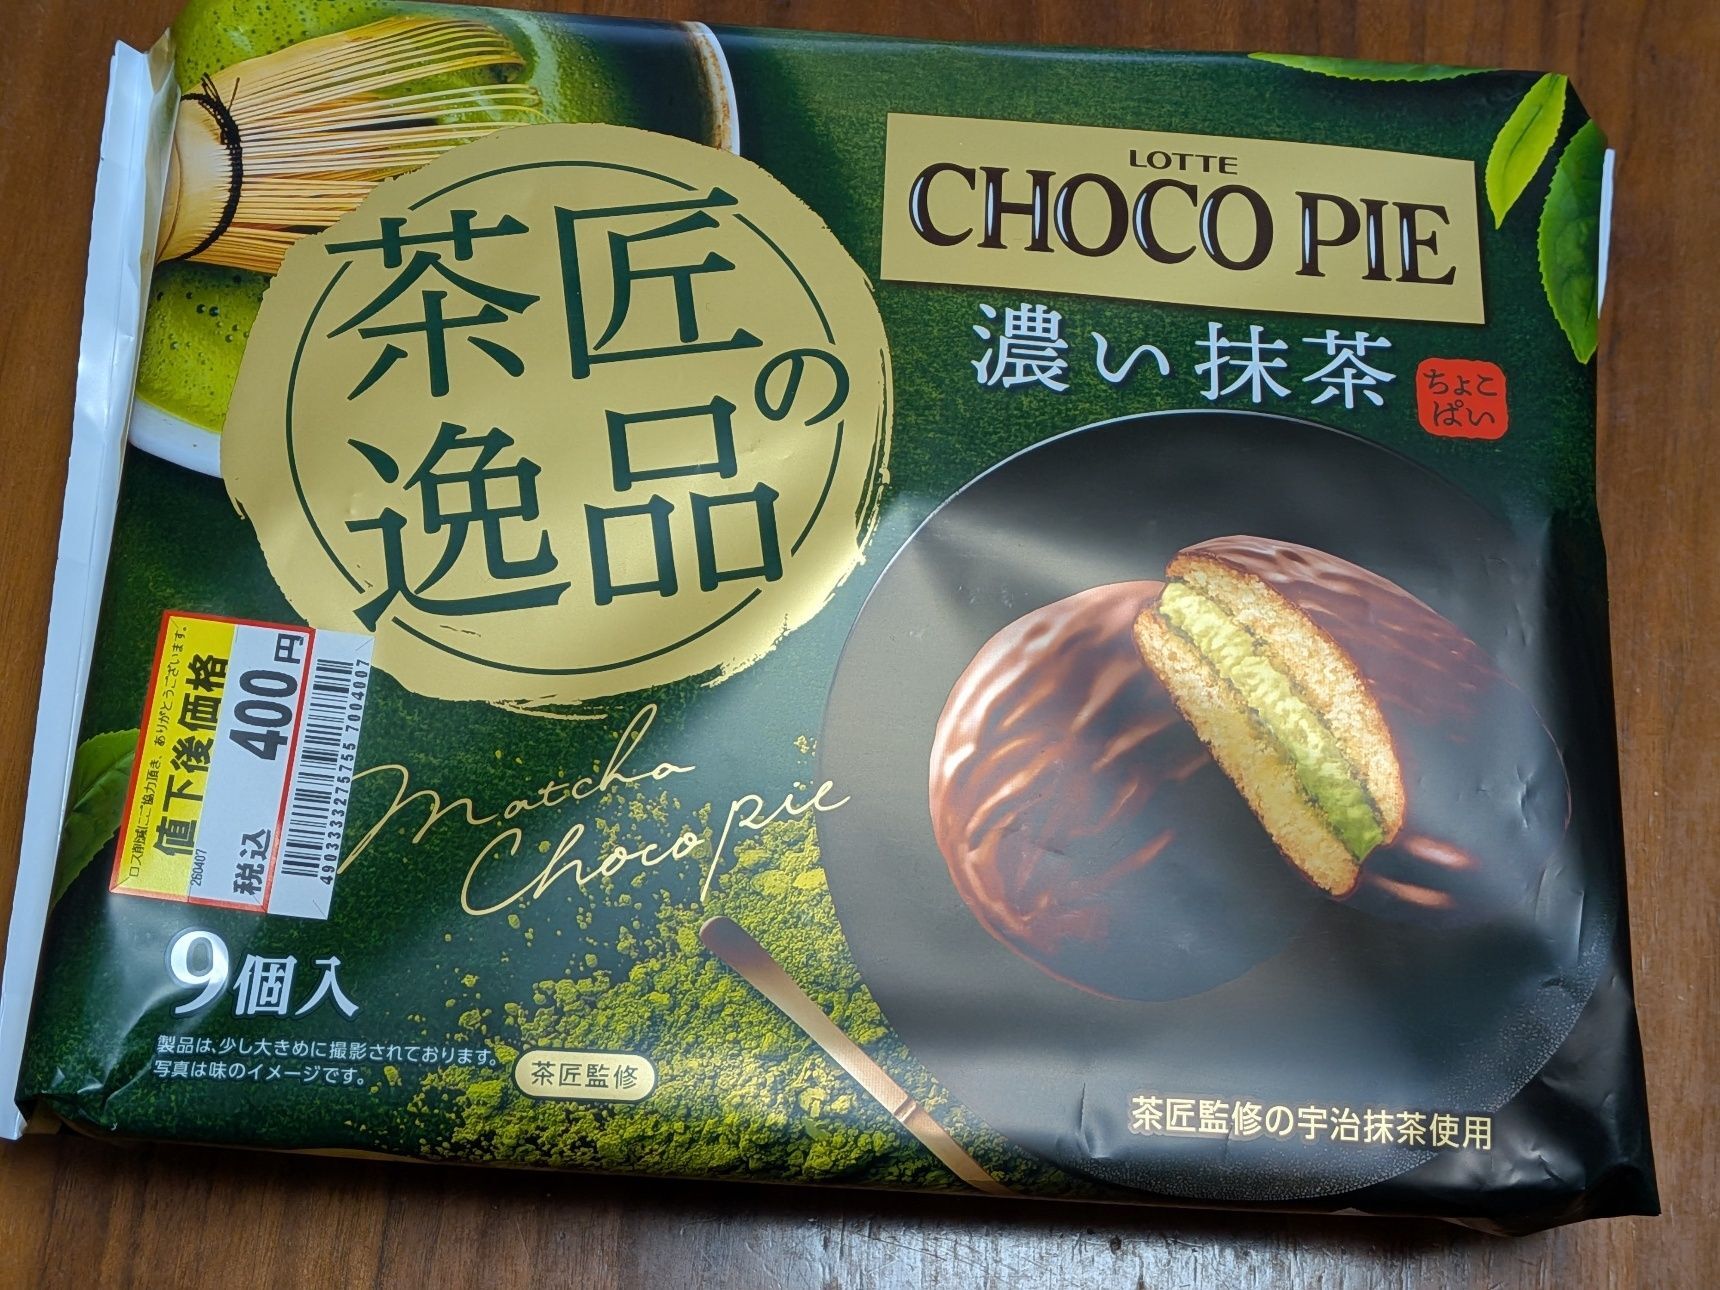 茶匠の
逸品
LOTTE
CHOCO PIE
濃い抹茶
ちょこ
ぱい
ロス削減にご協力頂き、ありがとうございます。
値下後価格
260407
税込 400円
4903333275755 7004007
Matcha
Choco pie
9個入
製品は、少し大きめに撮影されております。
写真は味のイメージです。
茶匠監修
茶匠監修の宇治抹茶使用